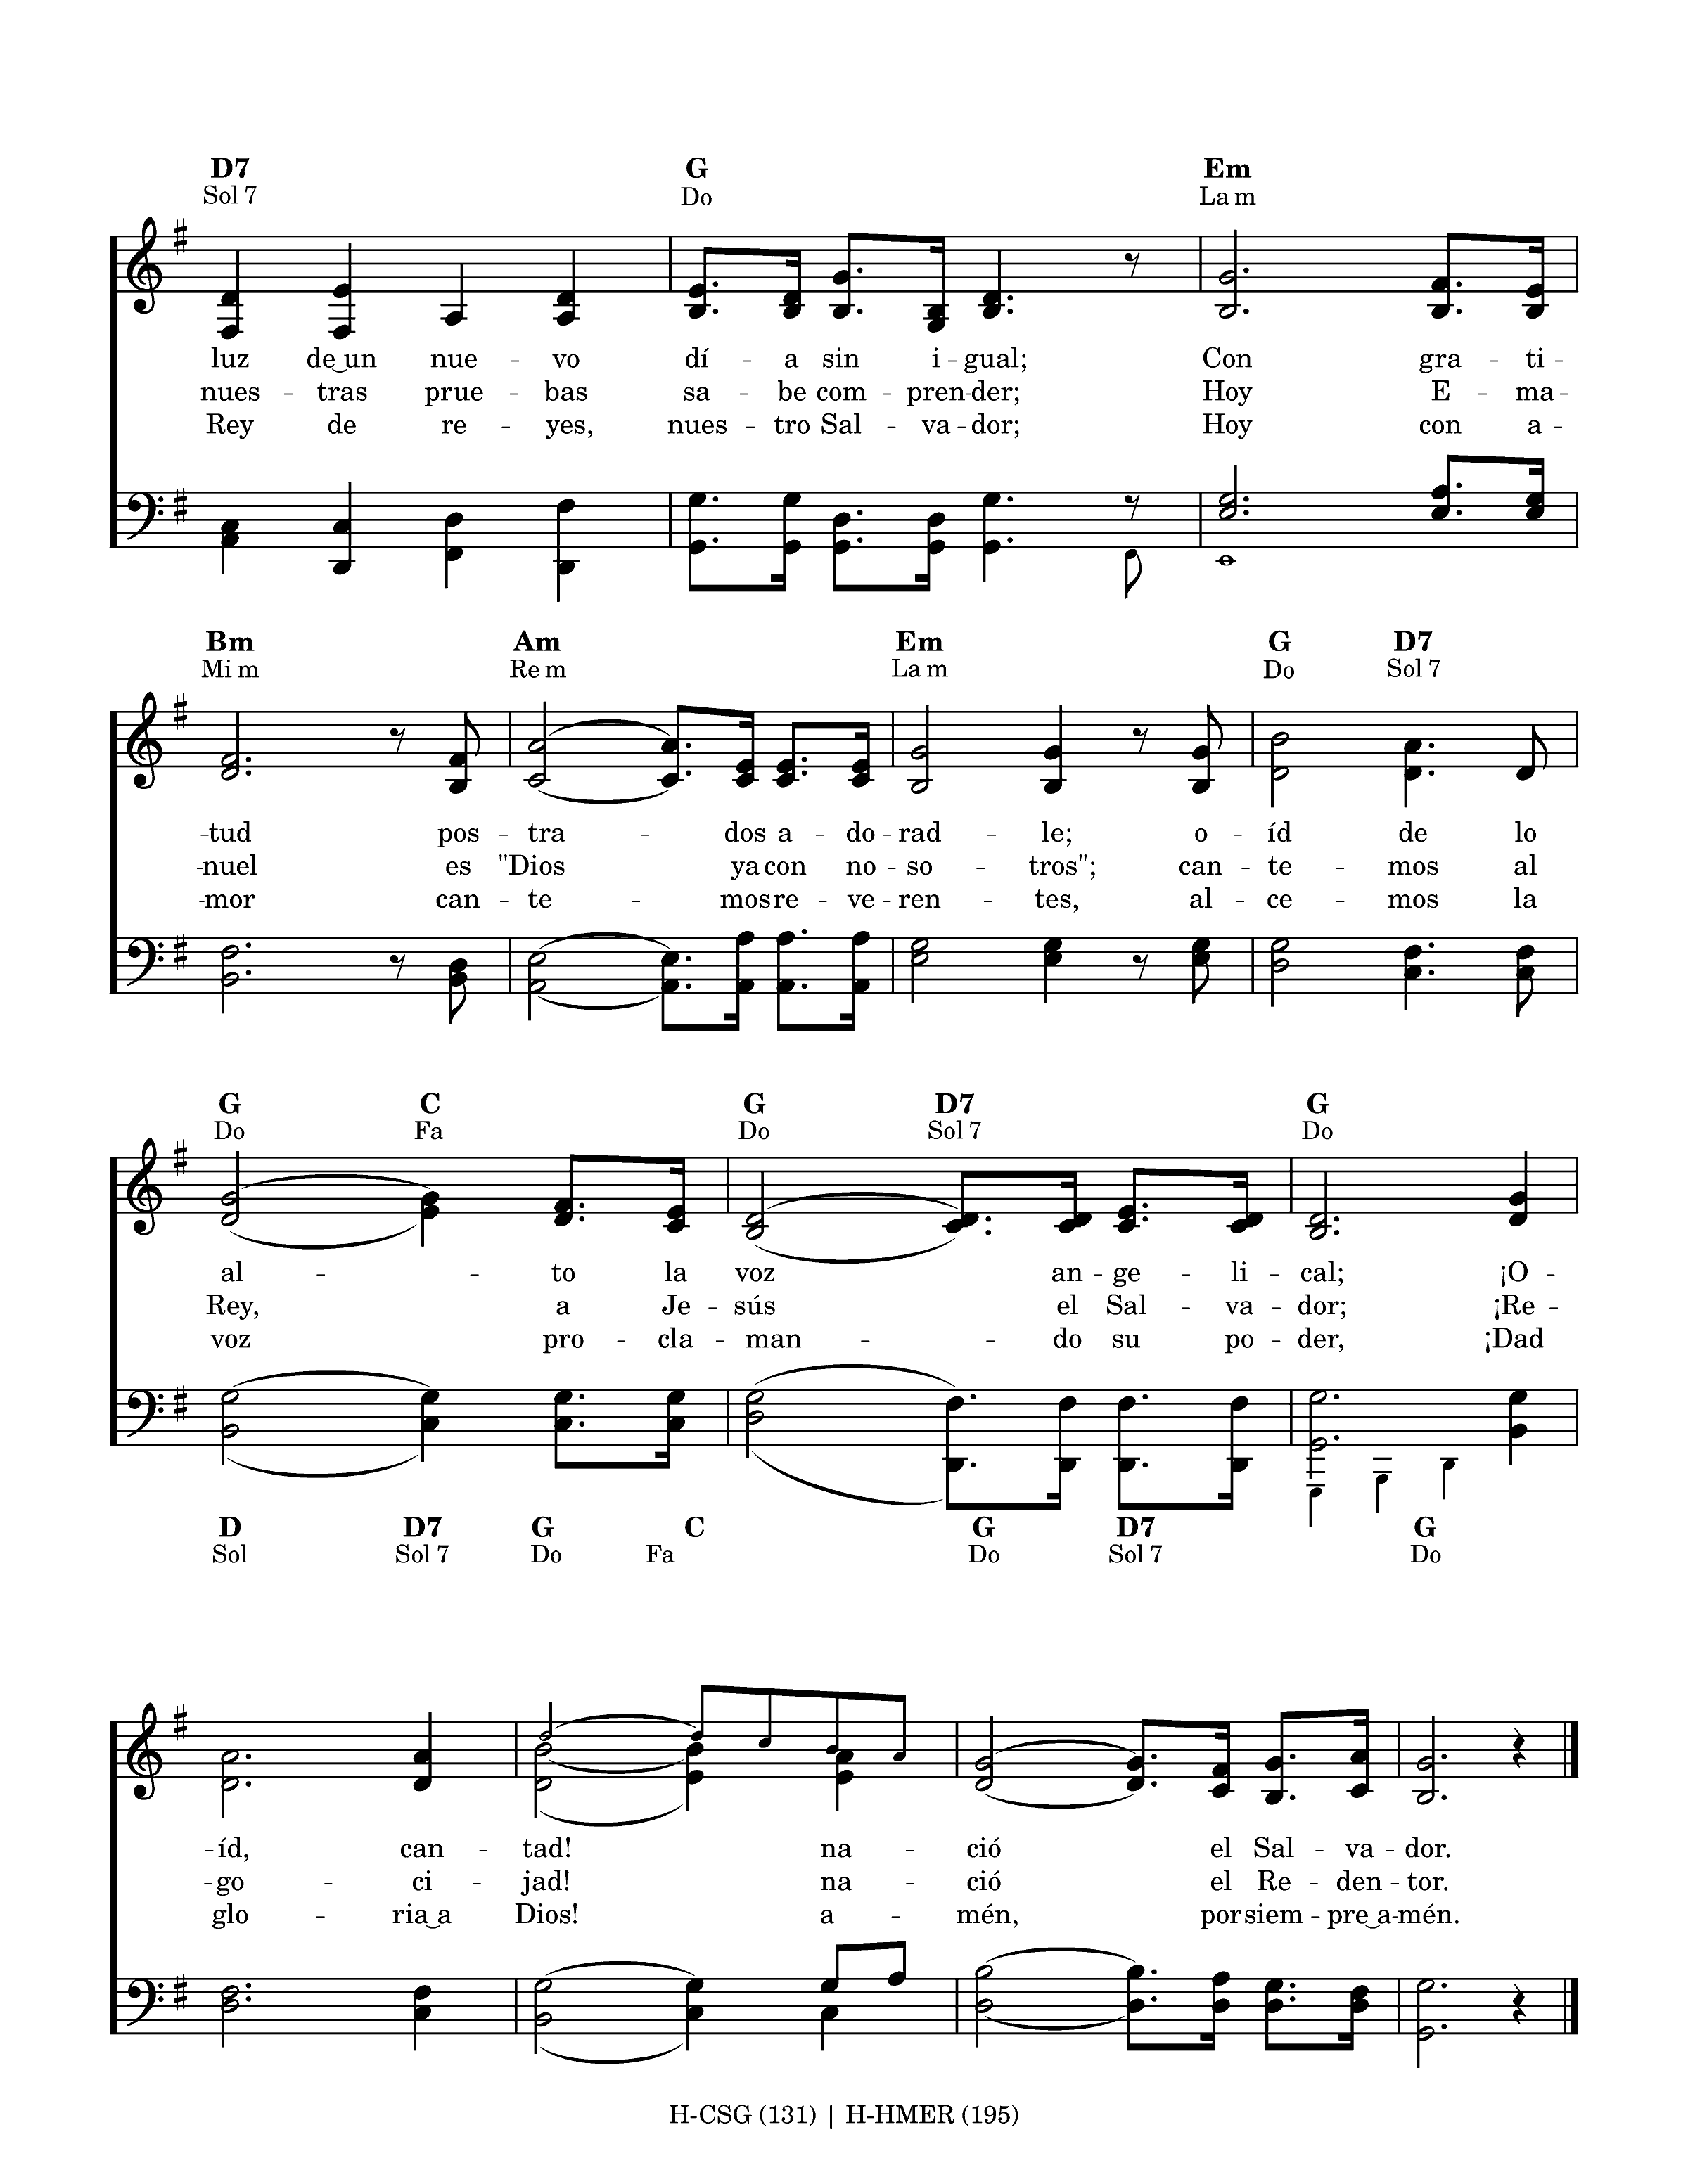 D7 G Em
Sol 7 Do La m
luz de‿un nue - vo dí - a sin i - gual; Con gra - ti -
nues - tras prue - bas sa - be com - pren - der; Hoy E - ma -
Rey de re - yes, nues - tro Sal - va - dor; Hoy con a -
Bm Am Em G D7
Mi m Re m La m Do Sol 7
- tud pos - tra - dos a - do - rad - le; o - íd de lo
- nuel es "Dios ya con no - so - tros"; can - te - mos al
- mor can - te - mos re - ve - ren - tes, al - ce - mos la
G C G D7 G
Do Fa Do Sol 7 Do
al - to la voz an - ge - li - cal; ¡O -
Rey, a Je - sús el Sal - va - dor; ¡Re -
voz pro - cla - man - do su po - der, ¡Dad
D D7 G C G D7 G
Sol Sol 7 Do Fa Do Sol 7 Do
- íd, can - tad! na - ció el Sal - va - dor.
- go - ci - jad! na - ció el Re - den - tor.
glo - ria‿a Dios! a - mén, por siem - pre‿a - mén.
H-CSG (131) | H-HMER (195)